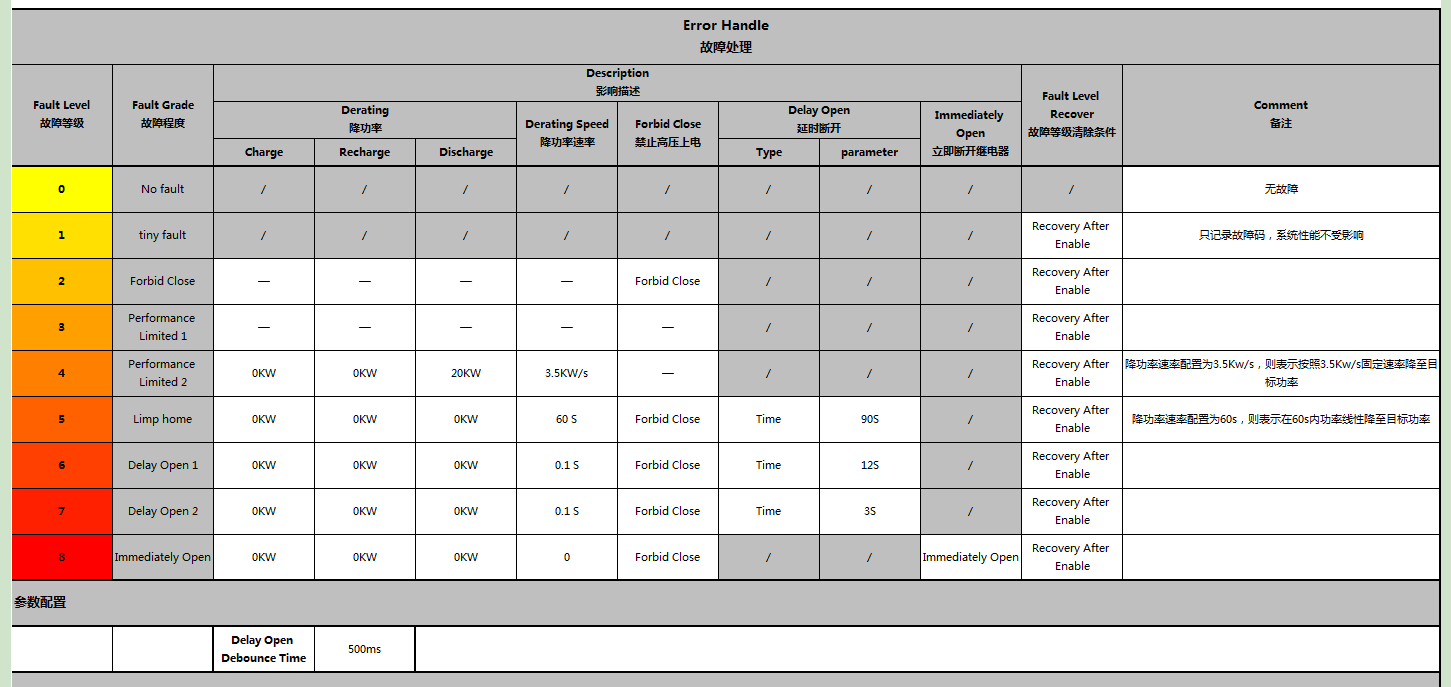 Error Handle
故障处理
Fault Level
故障等级
Fault Grade
故障程度
Description
影响描述
Derating
降功率
Charge
Recharge
Discharge
Derating Speed
降功率速率
Forbid Close
禁止高压上电
Delay Open
延时断开
Type
parameter
Immediately
Open
立即断开继电器
Fault Level
Recover
故障等级清除条件
Comment
备注
0 No fault / / / / / / / / / 无故障
1 tiny fault / / / / / / / / Recovery After
Enable
只记录故障码，系统性能不受影响
2 Forbid Close — — — — Forbid Close / / / Recovery After
Enable
3 Performance
Limited 1
— — — — — / / / Recovery After
Enable
4 Performance
Limited 2
0KW 0KW 20KW 3.5KW/s — / / / Recovery After
Enable
降功率速率配置为3.5Kw/s，则表示按照3.5Kw/s固定速率降至目
标功率
5 Limp home 0KW 0KW 0KW 60 S Forbid Close Time 90S / Recovery After
Enable
降功率速率配置为60s，则表示在60s内功率线性降至目标功率
6 Delay Open 1 0KW 0KW 0KW 0.1 S Forbid Close Time 12S / Recovery After
Enable
7 Delay Open 2 0KW 0KW 0KW 0.1 S Forbid Close Time 3S / Recovery After
Enable
8 Immediately Open 0KW 0KW 0KW 0 Forbid Close / / Immediately Open Recovery After
Enable
参数配置
Delay Open
Debounce Time
500ms